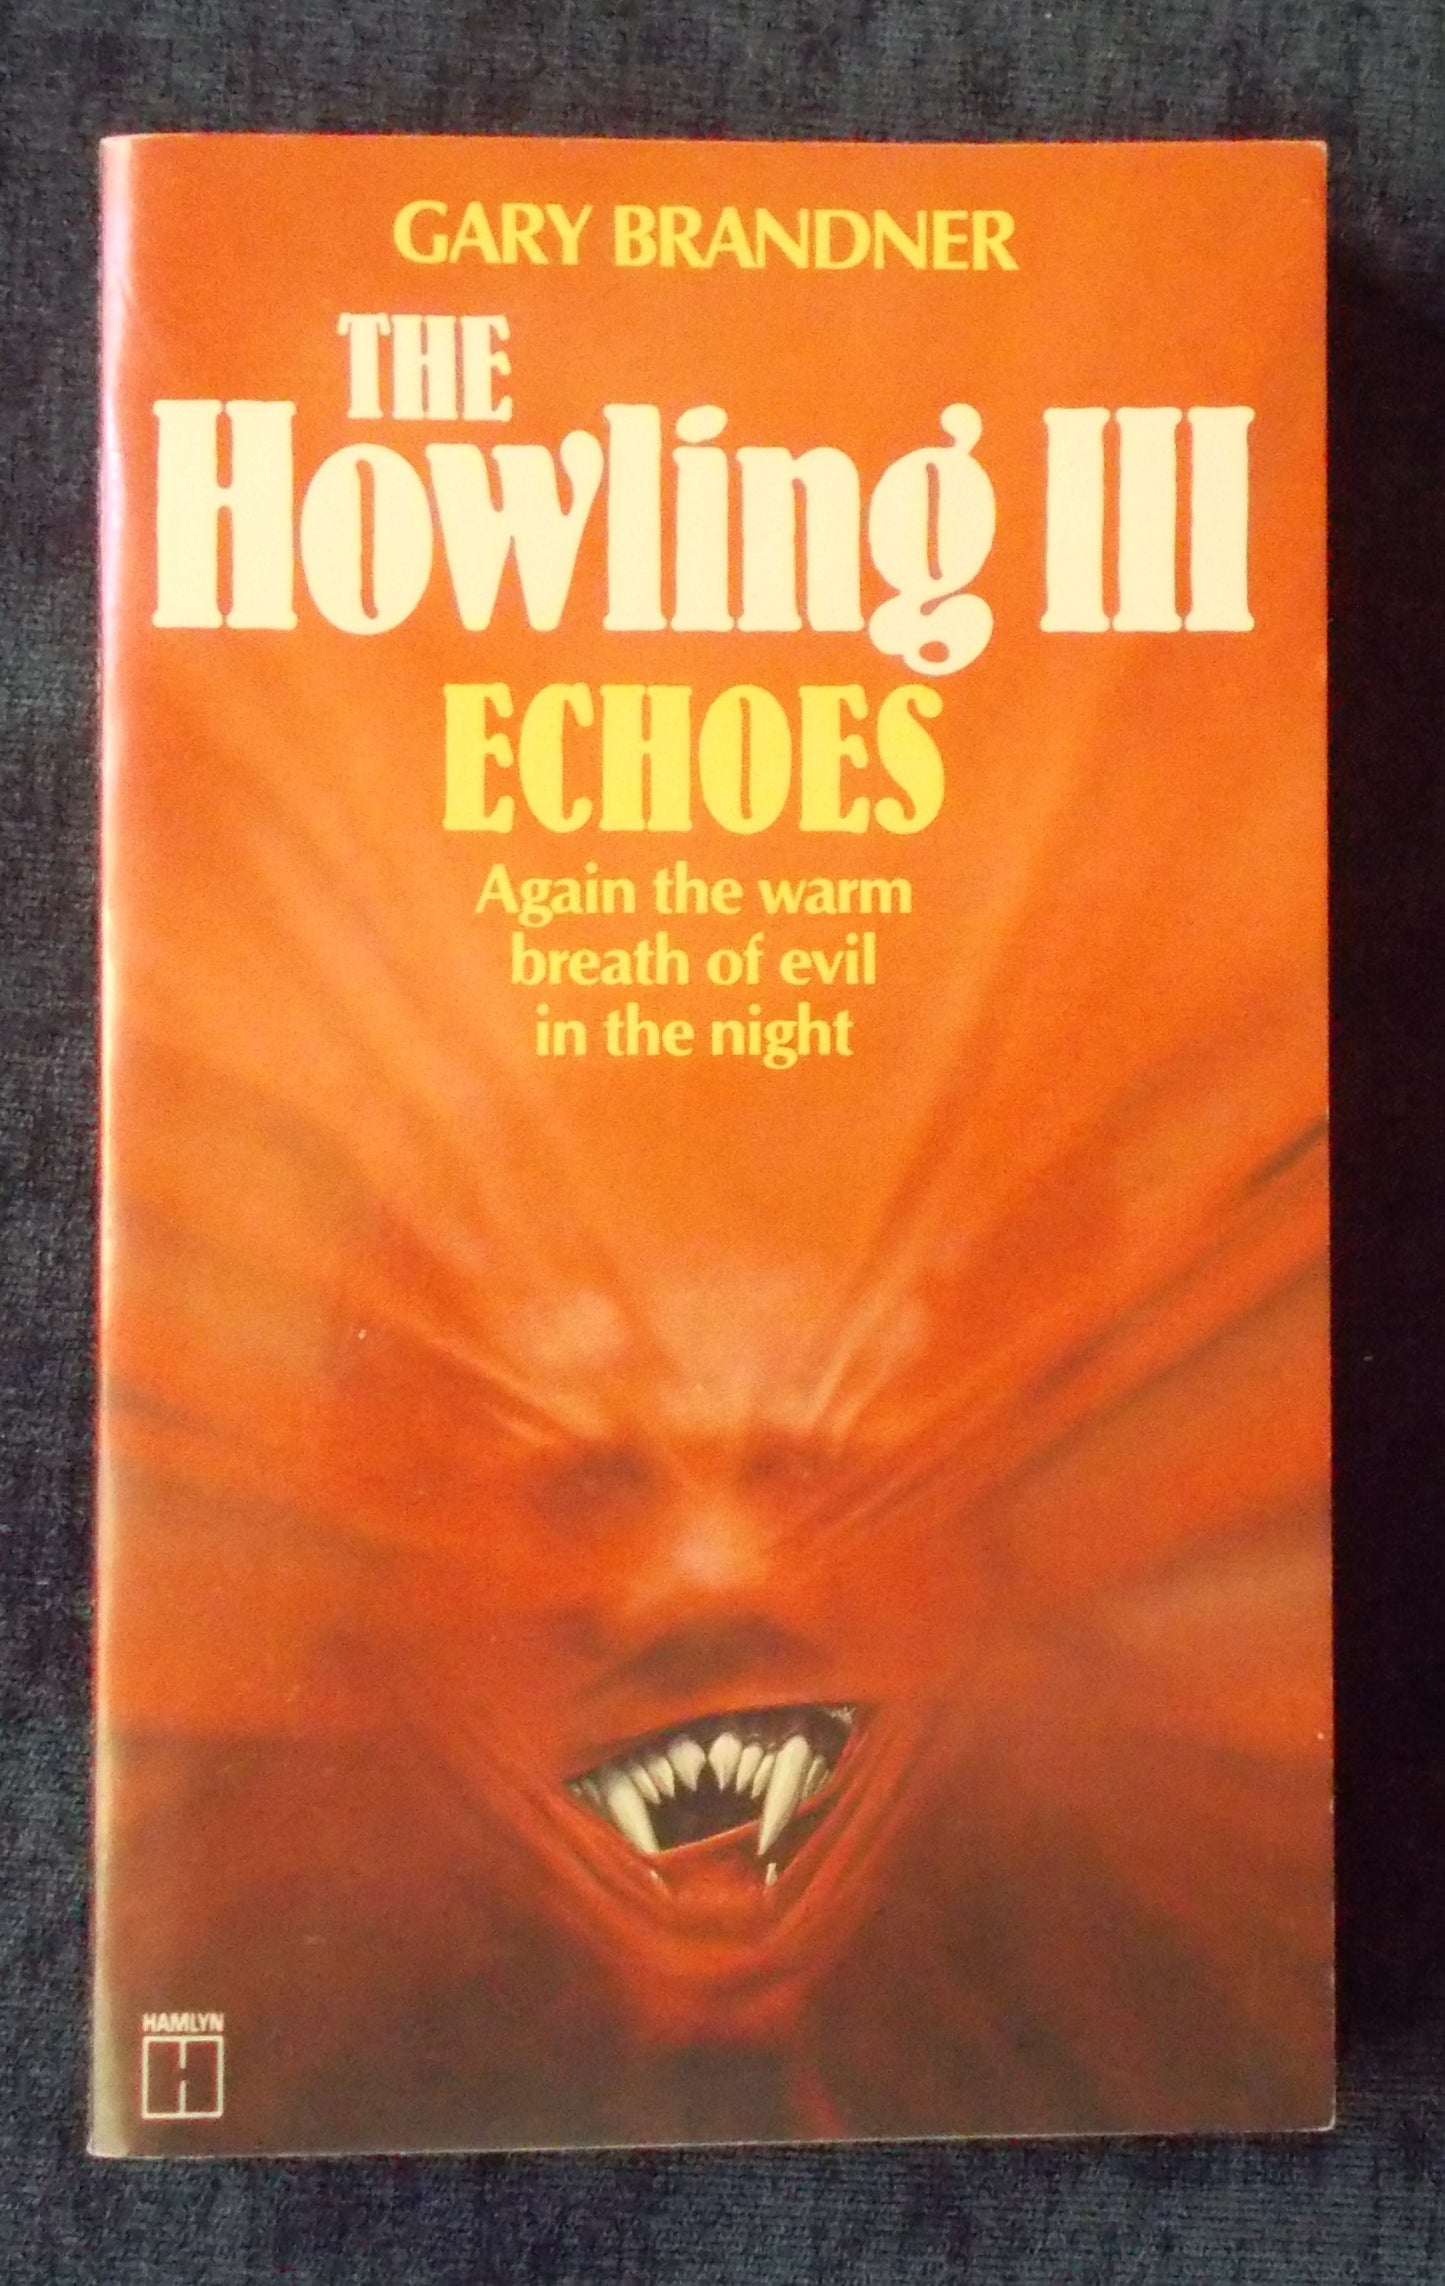 GARY BRANDNER
THE
Howling III
ECHOES
Again the warm
breath of evil
in the night
HAMLYN
H